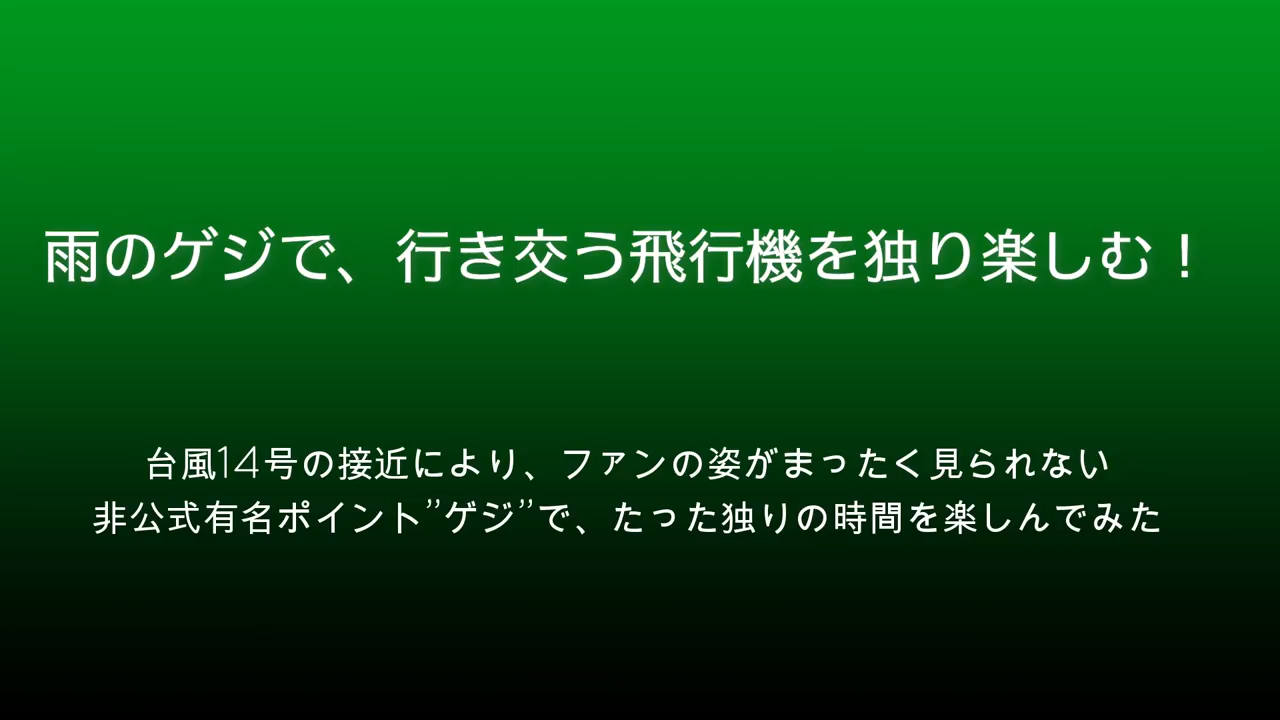 雨のゲジで、行き交う飛行機を独り楽しむ！
台風14号の接近により、ファンの姿がまったく見られない
非公式有名ポイント”ゲジ”で、たった独りの時間を楽しんでみた